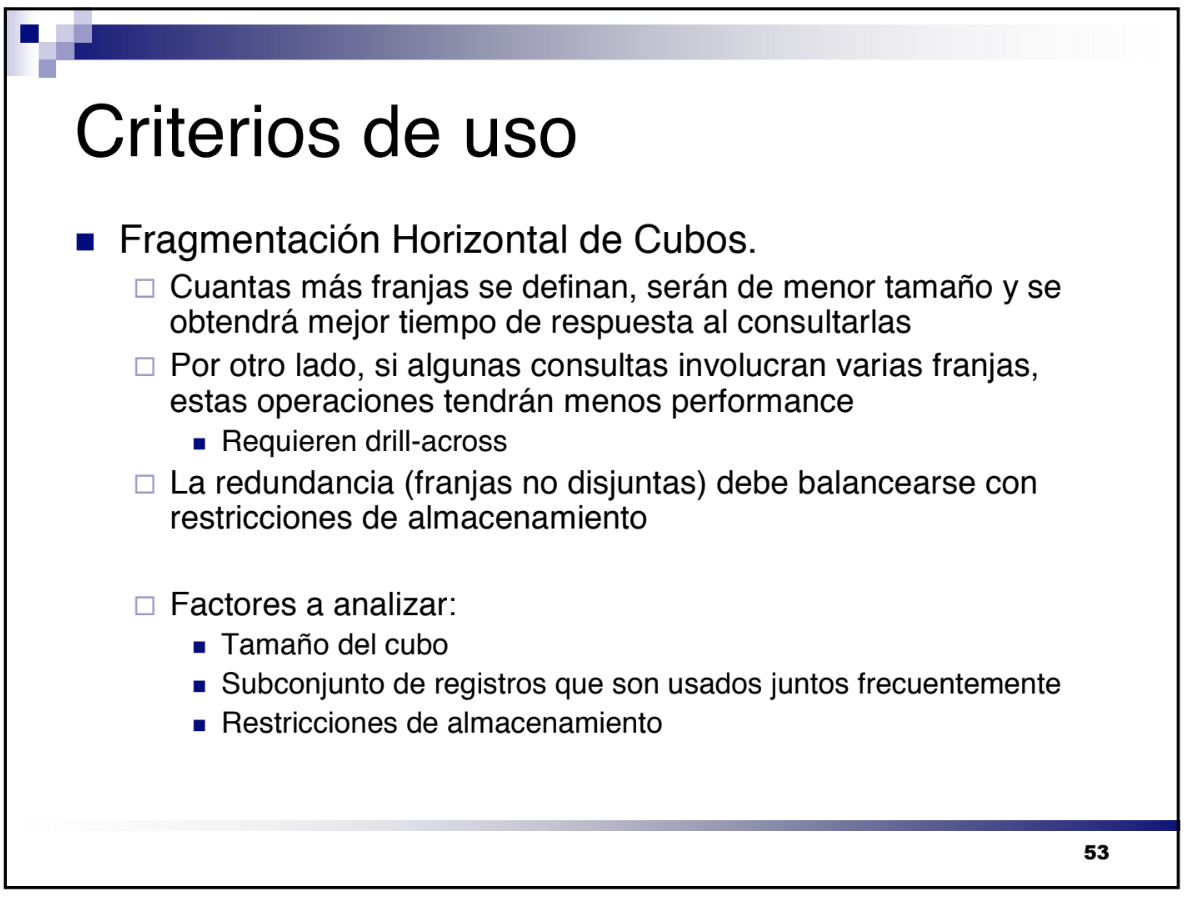 Criterios de uso
Fragmentación Horizontal de Cubos.
Cuantas más franjas se definan, serán de menor tamaño y se
obtendrá mejor tiempo de respuesta al consultarlas
Por otro lado, si algunas consultas involucran varias franjas,
estas operaciones tendrán menos performance
Requieren drill-across
La redundancia (franjas no disjuntas) debe balancearse con
restricciones de almacenamiento
Factores a analizar:
Tamaño del cubo
Subconjunto de registros que son usados juntos frecuentemente
Restricciones de almacenamiento
53